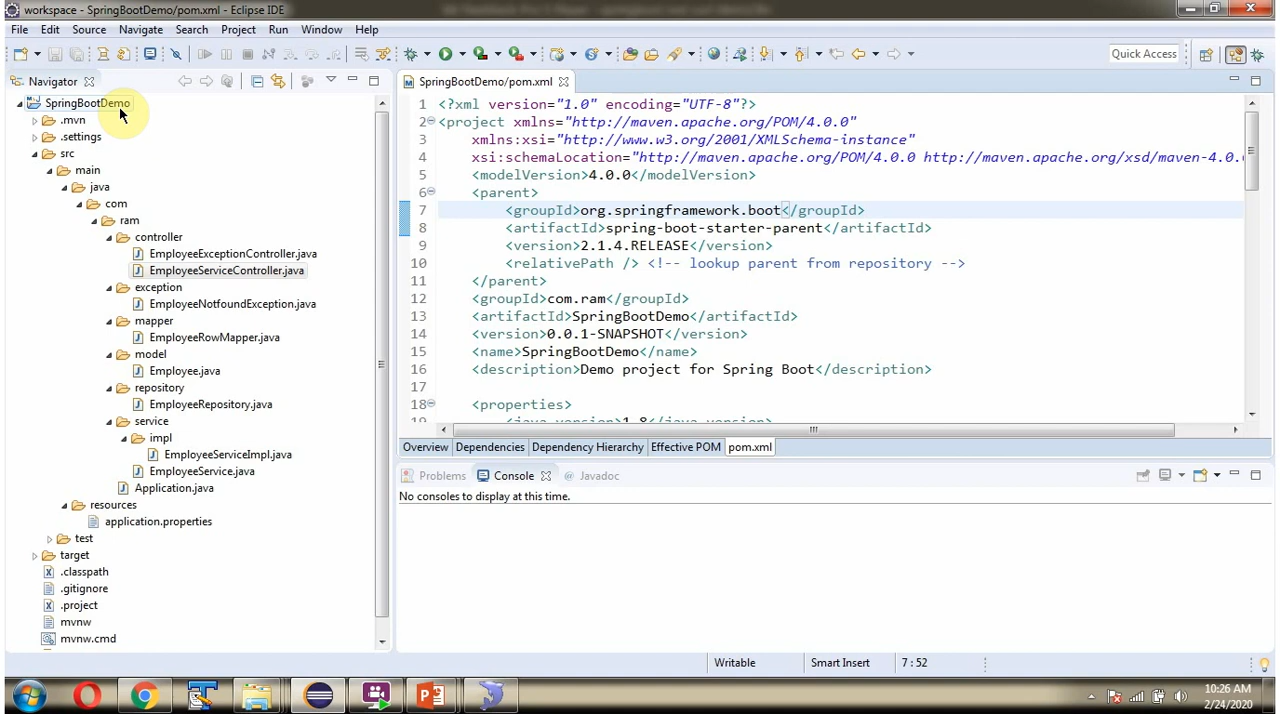 workspace - SpringBootDemo/pom.xml - Eclipse IDE
File Edit Source Navigate Search Project Run Window Help
Quick Access
Navigator
SpringBootDemo
.mvn
.settings
src
main
java
com
ram
controller
EmployeeExceptionController.java
EmployeeServiceController.java
exception
EmployeeNotfoundException.java
mapper
EmployeeRowMapper.java
model
Employee.java
repository
EmployeeRepository.java
service
impl
EmployeeServiceImpl.java
EmployeeService.java
Application.java
resources
application.properties
test
target
.classpath
.gitignore
.project
mvnw
mvnw.cmd
SpringBootDemo/pom.xml
1 <?xml version="1.0" encoding="UTF-8"?>
2 <project xmlns="http://maven.apache.org/POM/4.0.0"
3 xmlns:xsi="http://www.w3.org/2001/XMLSchema-instance"
4 xsi:schemaLocation="http://maven.apache.org/POM/4.0.0 http://maven.apache.org/xsd/maven-4.0.
5 <modelVersion>4.0.0</modelVersion>
6 <parent>
7 <groupId>org.springframework.boot</groupId>
8 <artifactId>spring-boot-starter-parent</artifactId>
9 <version>2.1.4.RELEASE</version>
10 <relativePath /> <!-- lookup parent from repository -->
11 </parent>
12 <groupId>com.ram</groupId>
13 <artifactId>SpringBootDemo</artifactId>
14 <version>0.0.1-SNAPSHOT</version>
15 <name>SpringBootDemo</name>
16 <description>Demo project for Spring Boot</description>
17
18 <properties>
19 <java.version>1.8</java.version>
Overview Dependencies Dependency Hierarchy Effective POM pom.xml
Problems Console Javadoc
No consoles to display at this time.
Writable Smart Insert 7 : 52
10:26 AM
2/24/2020